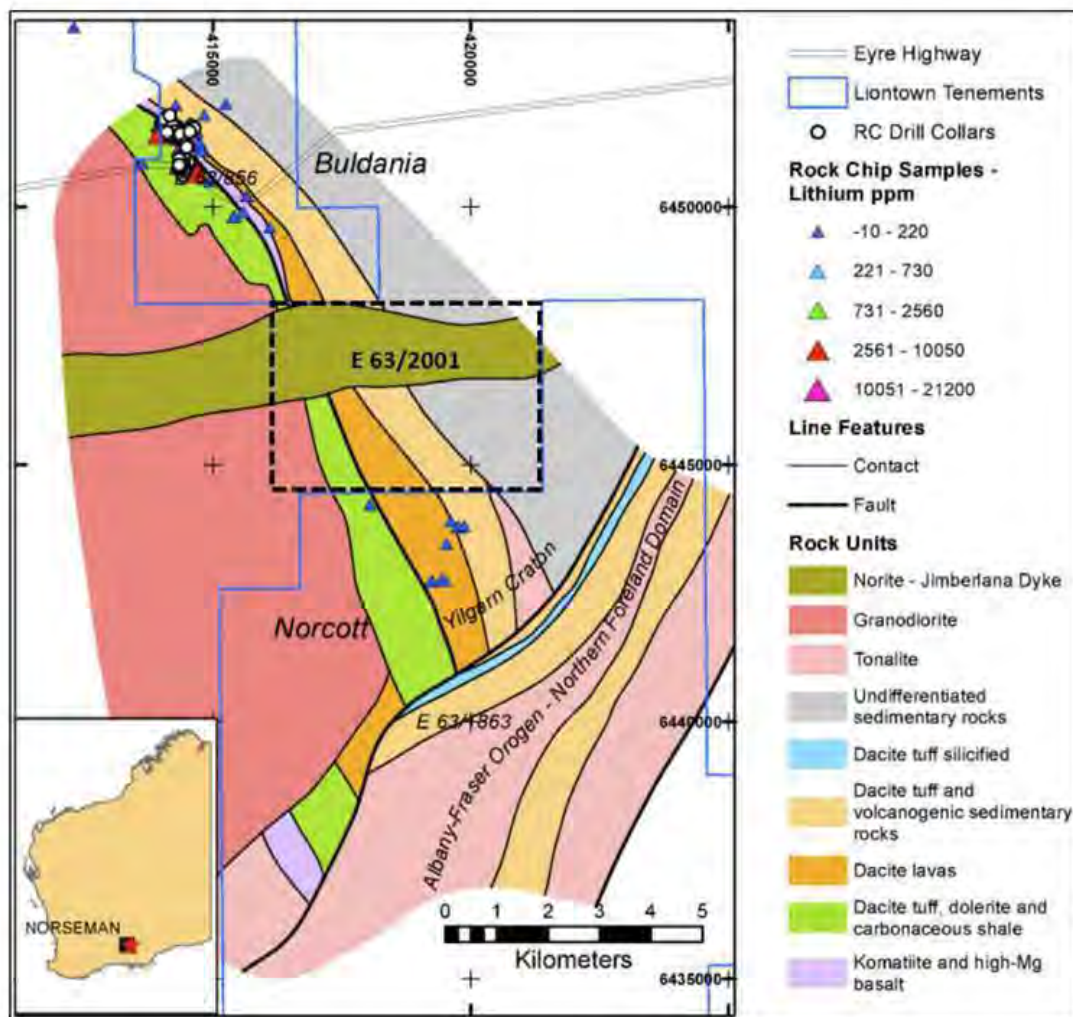 415000
420000
Buldania
6450000
E 63/2001
6445000
Yilgarn Craton
Norcott
Albany-Fraser Orogen - Northern Foreland Domain
E 63/1863
6440000
NORSEMAN
0 1 2 3 4 5
Kilometers
6435000
Eyre Highway
Liontown Tenements
RC Drill Collars
Rock Chip Samples -
Lithium ppm
-10 - 220
221 - 730
731 - 2560
2561 - 10050
10051 - 21200
Line Features
Contact
Fault
Rock Units
Norite - Jimberlana Dyke
Granodiorite
Tonalite
Undifferentiated
sedimentary rocks
Dacite tuff silicified
Dacite tuff and
volcanogenic sedimentary
rocks
Dacite lavas
Dacite tuff, dolerite and
carbonaceous shale
Komatiite and high-Mg
basalt